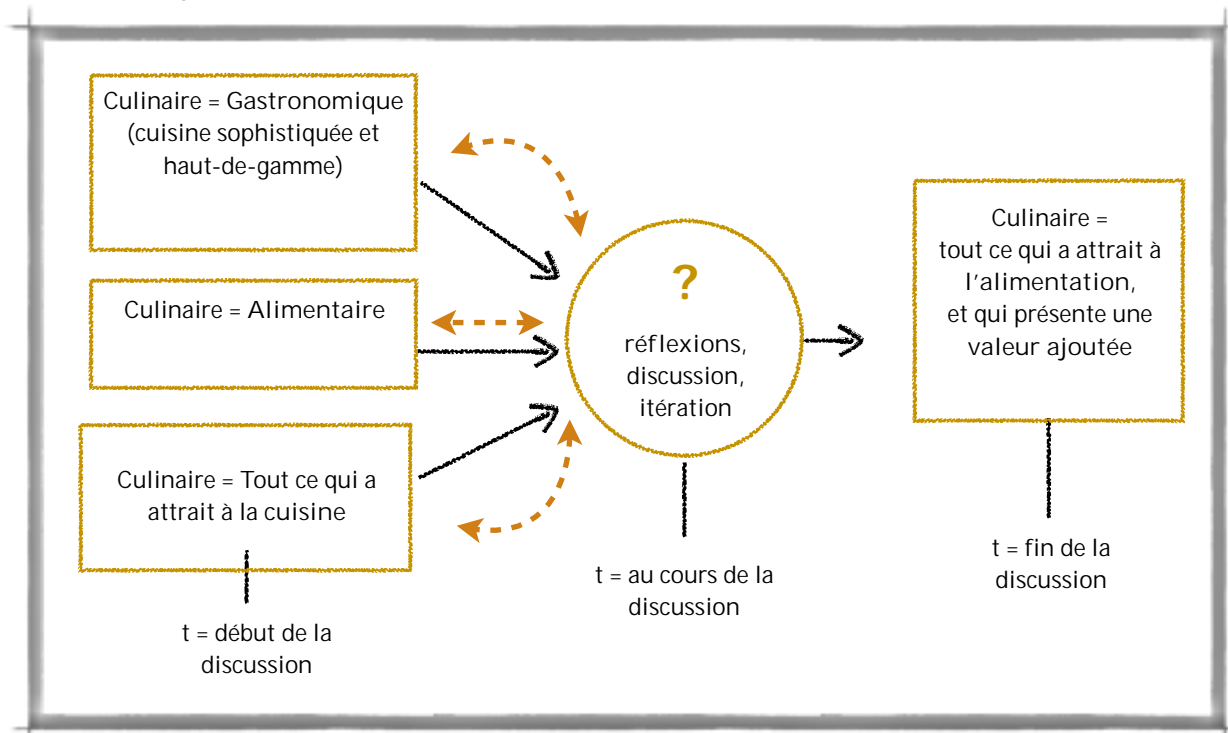 Culinaire = Gastronomique
(cuisine sophistiquée et
haut-de-gamme)
Culinaire = Alimentaire
Culinaire = Tout ce qui a
attrait à la cuisine
t = début de la
discussion
?
réflexions,
discussion,
itération
t = au cours de la
discussion
Culinaire =
tout ce qui a attrait à
l'alimentation,
et qui présente une
valeur ajoutée
t = fin de la
discussion